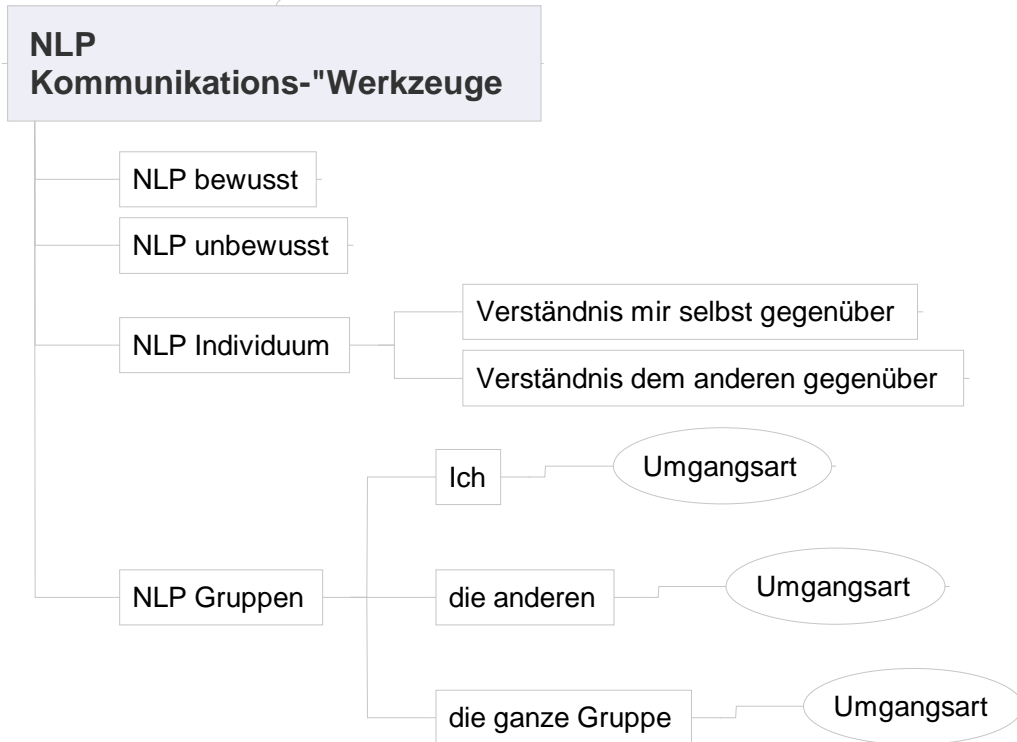 NLP
Kommunikations-"Werkzeuge
NLP bewusst
NLP unbewusst
NLP Individuum
Verständnis mir selbst gegenüber
Verständnis dem anderen gegenüber
NLP Gruppen
Ich
Umgangsart
die anderen
Umgangsart
die ganze Gruppe
Umgangsart